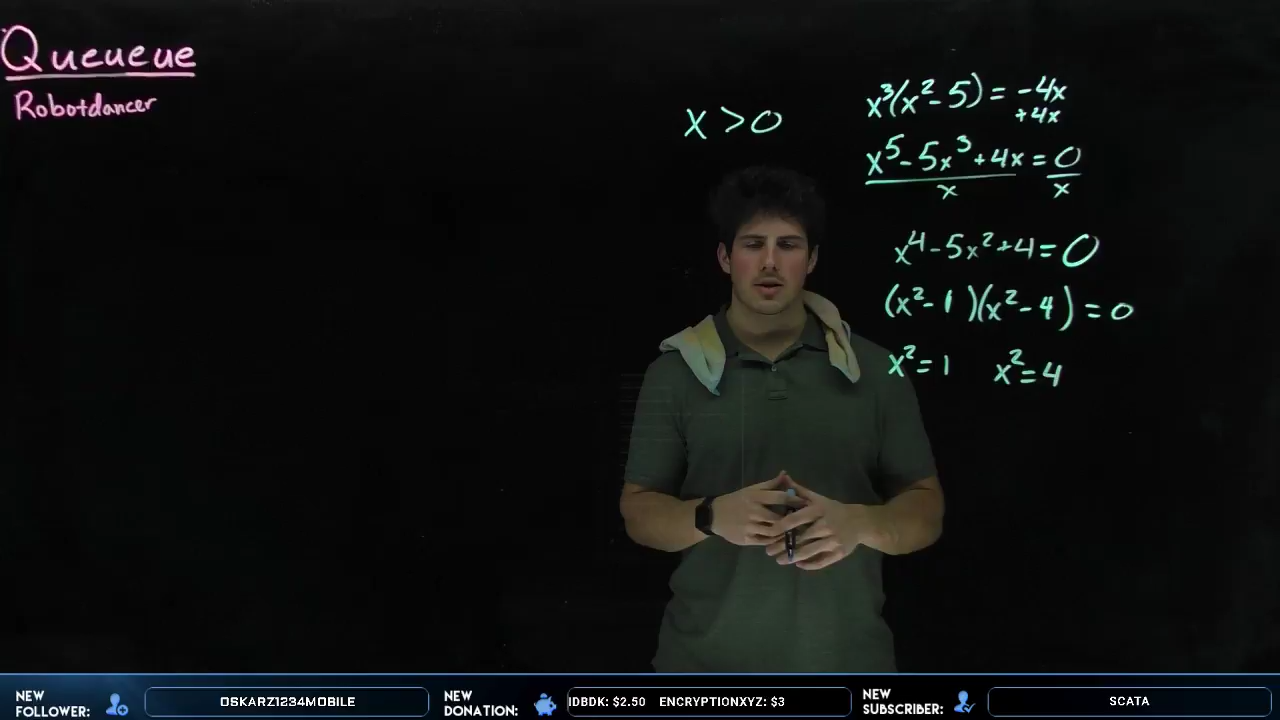 Queueue
Robotdancer
x > 0
x³(x² - 5) = -4x
+4x
x⁵ - 5x³ + 4x = 0
x x
x⁴ - 5x² + 4 = 0
(x² - 1)(x² - 4) = 0
x² = 1 x² = 4
NEW FOLLOWER: OSKARZ1234MOBILE
NEW DONATION: IDBDK: $2.50 ENCRYPTIONXYZ: $3
NEW SUBSCRIBER: SCATA